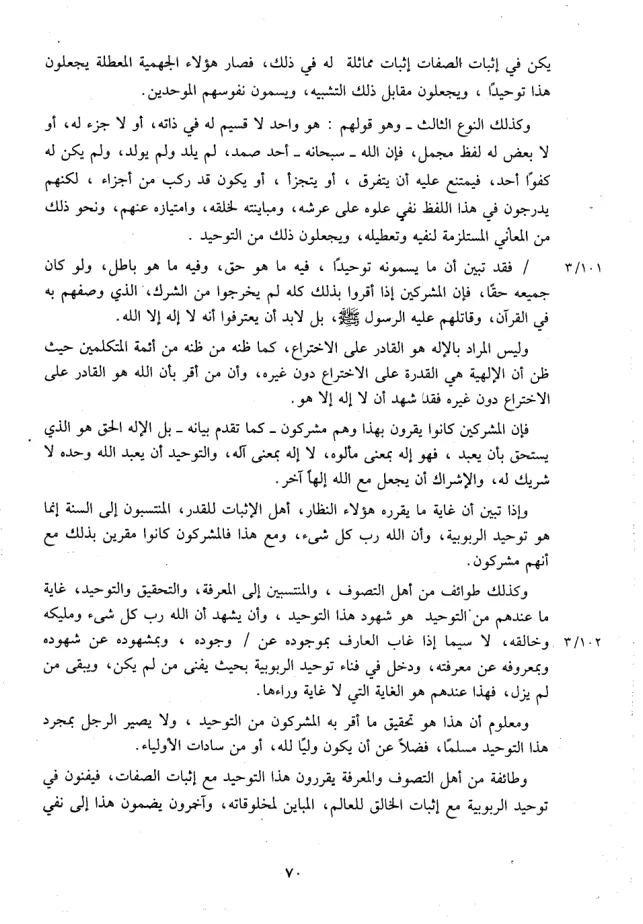 يكن في إثبات الصفات إثبات مماثلة له في ذلك، فصار هؤلاء الجهمية المعطلة يجعلون
هذا توحيدًا ، ويجعلون مقابل ذلك التشبيه، ويسمون نفوسهم الموحدين.
وكذلك النوع الثالث ـ وهو قولهم : هو واحد لا قسيم له في ذاته، أو لا جزء له، أو
لا بعض له لفظ مجمل، فإن الله ـ سبحانه ـ أحد صمد، لم يلد ولم يولد، ولم يكن له
كفوًا أحد، فيمتنع عليه أن يتفرق ، أو يتجزأ ، أو يكون قد ركب من أجزاء ، لكنهم
يدرجون في هذا اللفظ نفي علوه على عرشه، ومباينته لخلقه، وامتيازه عنهم، ونحو ذلك
من المعاني المستلزمة لنفيه وتعطيله، ويجعلون ذلك من التوحيد .
٣/١٠١ / فقد تبين أن ما يسمونه توحيدًا ، فيه ما هو حق، وفيه ما هو باطل، ولو كان
جميعه حقًا، فإن المشركين إذا أقروا بذلك كله لم يخرجوا من الشرك، الذي وصفهم به
في القرآن، وقاتلهم عليه الرسول ﷺ، بل لابد أن يعترفوا أنه لا إله إلا الله.
وليس المراد بالإله هو القادر على الاختراع، كما ظنه من ظنه من أئمة المتكلمين حيث
ظن أن الإلهية هي القدرة على الاختراع دون غيره، وأن من أقر بأن الله هو القادر على
الاختراع دون غيره فقد شهد أن لا إله إلا هو.
فإن المشركين كانوا يقرون بهذا وهم مشركون ـ كما تقدم بيانه ـ بل الإله الحق هو الذي
يستحق بأن يعبد ، فهو إله بمعنى مألوه، لا إله بمعنى آله، والتوحيد أن يعبد الله وحده لا
شريك له، والإشراك أن يجعل مع الله إلهاً آخر.
وإذا تبين أن غاية ما يقرره هؤلاء النظار، أهل الإثبات للقدر، المنتسبون إلى السنة إنما
هو توحيد الربوبية، وأن الله رب كل شىء، ومع هذا فالمشركون كانوا مقرين بذلك مع
أنهم مشركون.
وكذلك طوائف من أهل التصوف ، والمنتسبين إلى المعرفة، والتحقيق والتوحيد، غاية
ما عندهم من التوحيد هو شهود هذا التوحيد ، وأن يشهد أن الله رب كل شىء ومليكه
٣/١٠٢ وخالقه، لا سيما إذا غاب العارف بموجوده عن / وجوده ، وبمشهوده عن شهوده
وبمعروفه عن معرفته، ودخل في فناء توحيد الربوبية بحيث يفنى من لم يكن، ويبقى من
لم يزل، فهذا عندهم هو الغاية التي لا غاية وراءها.
ومعلوم أن هذا هو تحقيق ما أقر به المشركون من التوحيد ، ولا يصير الرجل بمجرد
هذا التوحيد مسلمًا، فضلاً عن أن يكون وليًا لله، أو من سادات الأولياء.
وطائفة من أهل التصوف والمعرفة يقررون هذا التوحيد مع إثبات الصفات، فيفنون في
توحيد الربوبية مع إثبات الخالق للعالم، المباين لمخلوقاته، وآخرون يضمون هذا إلى نفي
٧٠